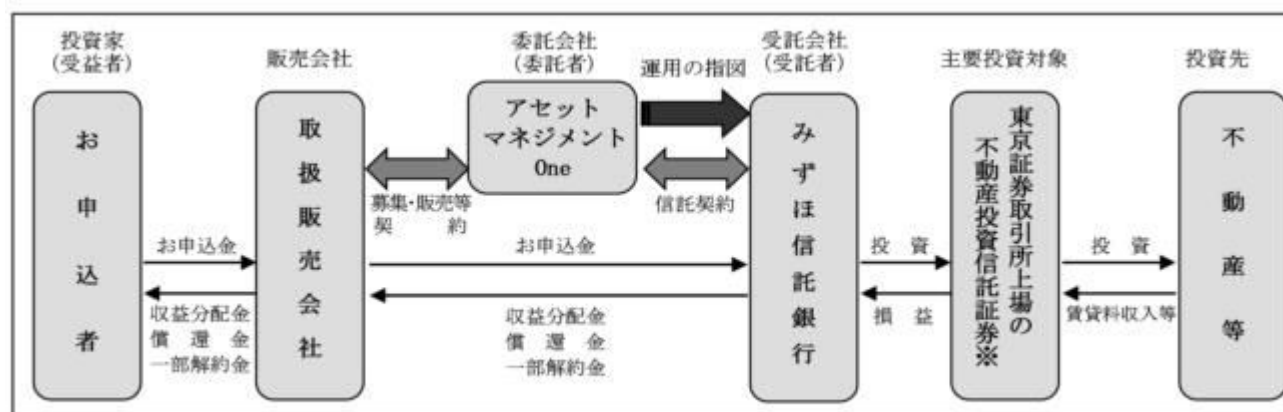 投資家
(受益者)
お申込者
お申込金
収益分配金
償還金
一部解約金
販売会社
取扱販売会社
募集・販売等
契約
委託会社
(委託者)
アセット
マネジメント
One
運用の指図
信託契約
お申込金
収益分配金
償還金
一部解約金
受託会社
(受託者)
みずほ信託銀行
投資
損益
主要投資対象
東京証券取引所上場の
不動産投資信託証券※
投資
賃貸料収入等
投資先
不動産等